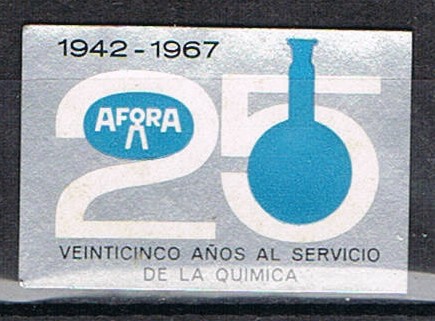 1942 - 1967
25
AFORA
VEINTICINCO AÑOS AL SERVICIO
DE LA QUIMICA